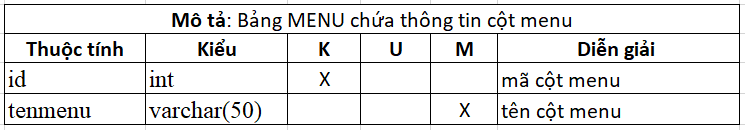 Mô tả: Bảng MENU chứa thông tin cột menu
Thuộc tính Kiểu K U M Diễn giải
id int X mã cột menu
tenmenu varchar(50) X tên cột menu